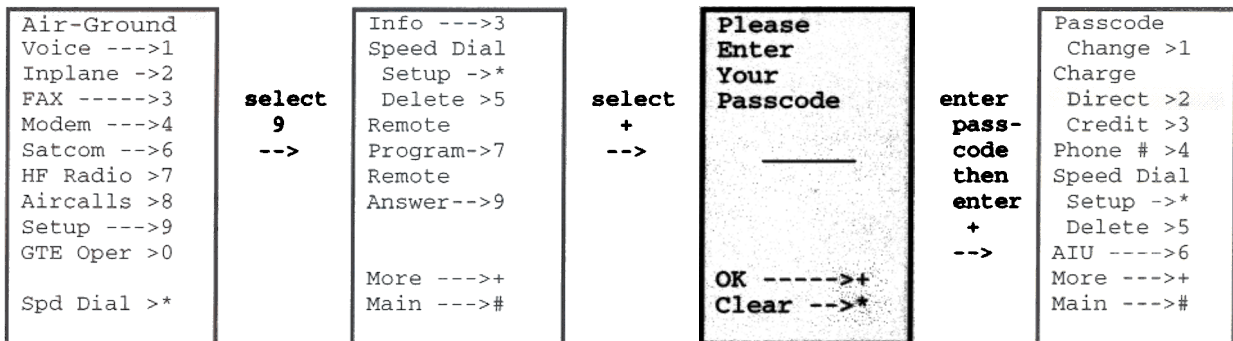 Air-Ground
Voice --->1
Inplane ->2
FAX ----->3
Modem --->4
Satcom -->6
HF Radio >7
Aircalls >8
Setup --->9
GTE Oper >0
Spd Dial >*
select
9
-->
Info --->3
Speed Dial
Setup ->*
Delete >5
Remote
Program->7
Remote
Answer-->9
More --->+
Main --->#
select
+
-->
Please
Enter
Your
Passcode
OK ----->+
Clear -->*
enter
pass-
code
then
enter
+
-->
Passcode
Change >1
Charge
Direct >2
Credit >3
Phone # >4
Speed Dial
Setup ->*
Delete >5
AIU ---->6
More --->+
Main --->#